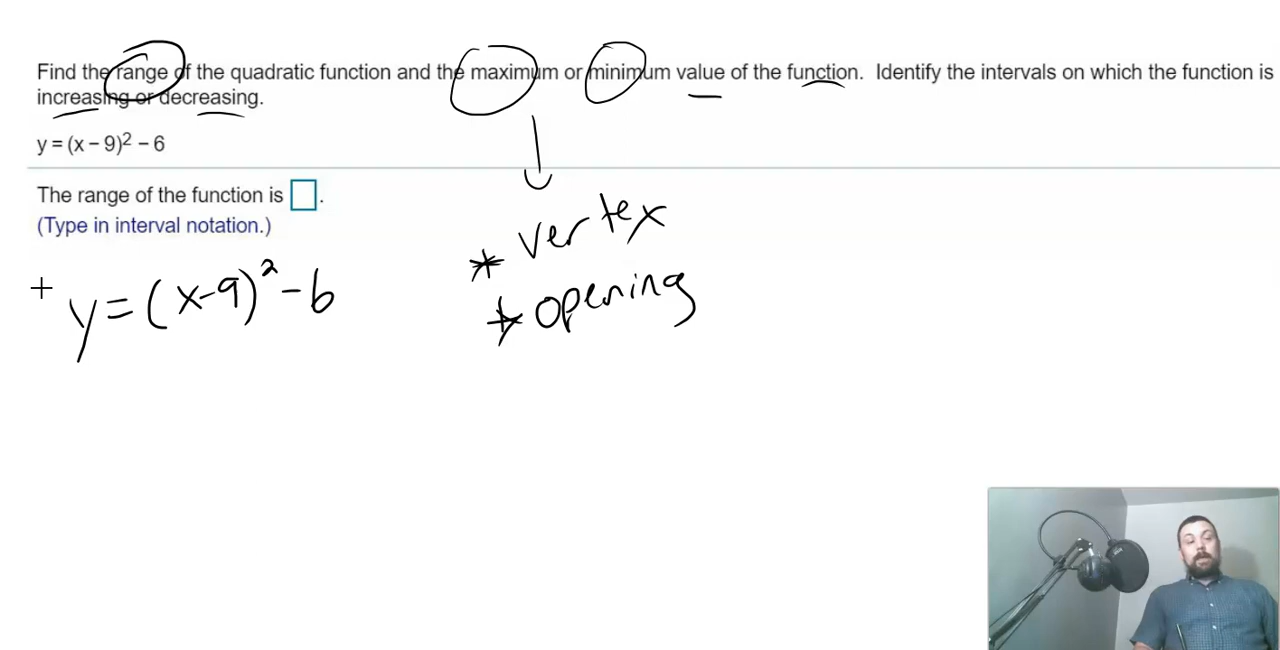 Find the range of the quadratic function and the maximum or minimum value of the function. Identify the intervals on which the function is
increasing or decreasing.
y = (x − 9)² − 6
The range of the function is .
(Type in interval notation.)
* vertex
y = (x-9)² - 6
* opening